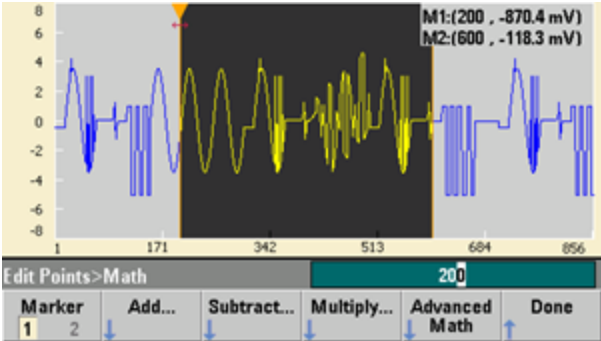 8
M1:(200 , -870.4 mV)
6
M2:(600 , -118.3 mV)
4
2
0
-2
-4
-6
-8
1 171 342 513 684 856
Edit Points>Math 200
Marker Add... Subtract... Multiply... Advanced Math Done
1 2